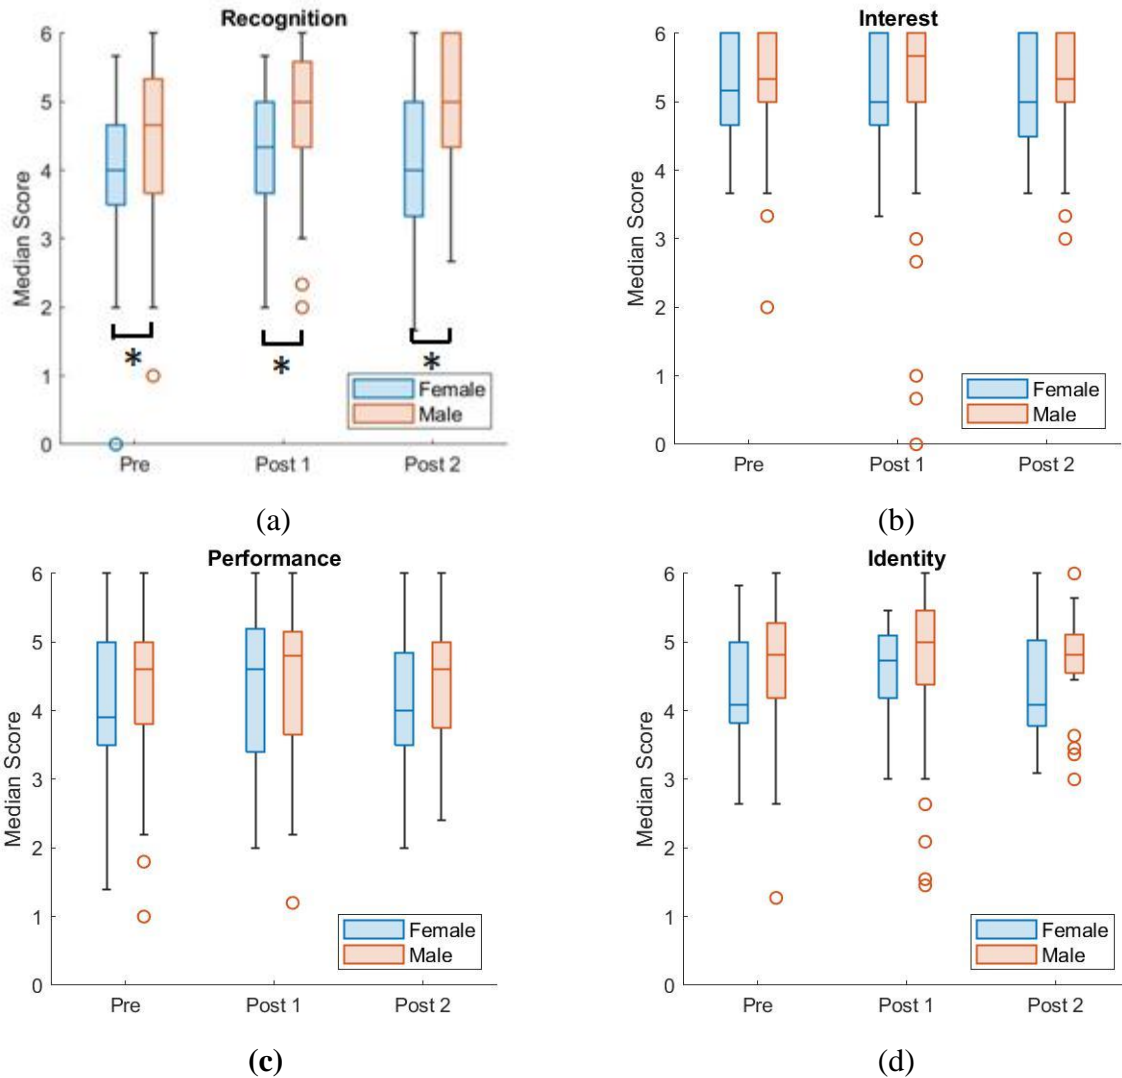 Recognition
6
5
4
3
2
1
0
Median Score
* * *
Female
Male
Pre Post 1 Post 2
(a)
Interest
6
5
4
3
2
1
0
Median Score
Female
Male
Pre Post 1 Post 2
(b)
Performance
6
5
4
3
2
1
0
Median Score
Female
Male
Pre Post 1 Post 2
(c)
Identity
6
5
4
3
2
1
0
Median Score
Female
Male
Pre Post 1 Post 2
(d)